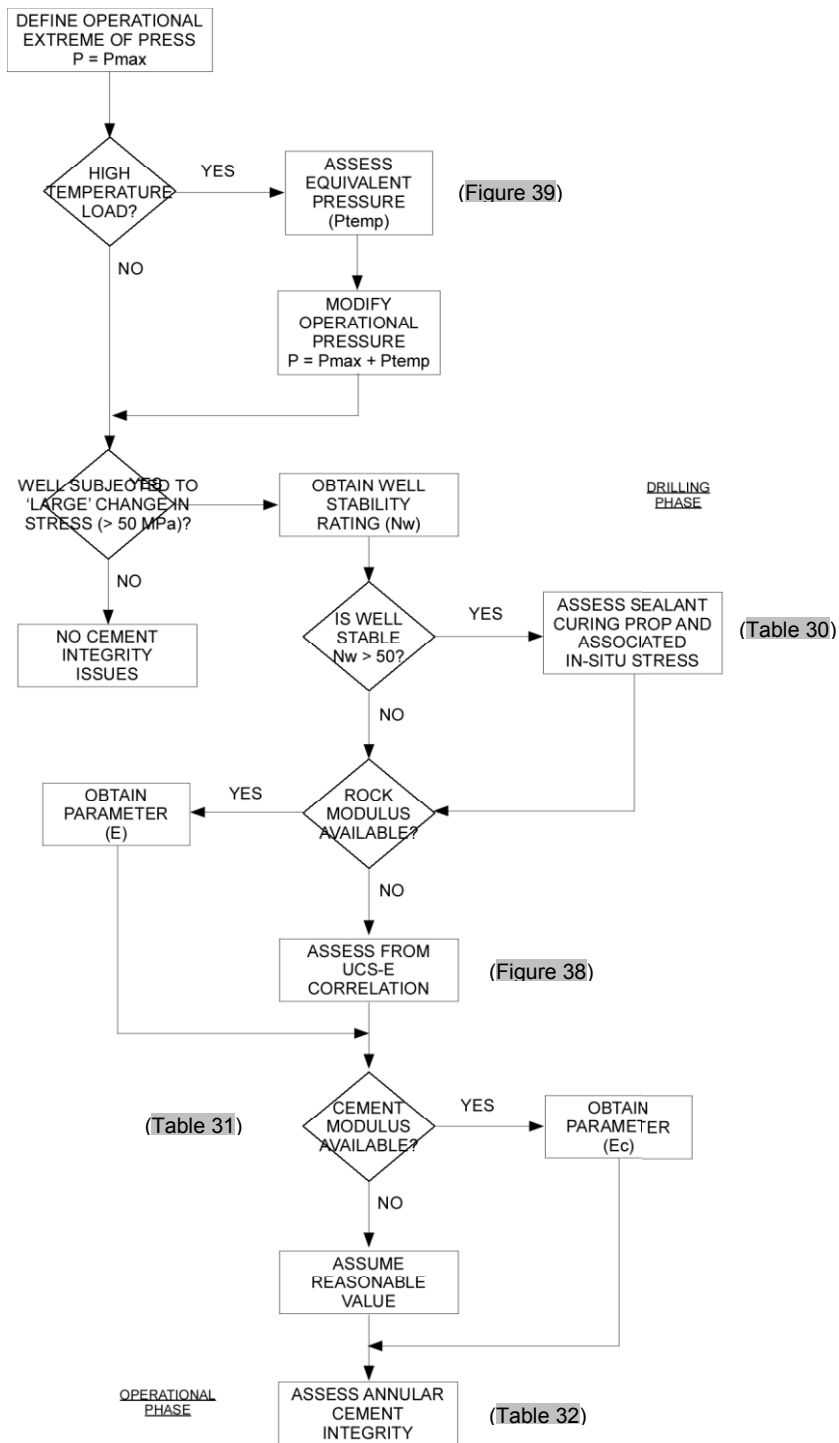 DEFINE OPERATIONAL
EXTREME OF PRESS
P = Pmax
HIGH
TEMPERATURE
LOAD?
YES
ASSESS
EQUIVALENT
PRESSURE
(Ptemp)
(Figure 39)
NO
MODIFY
OPERATIONAL
PRESSURE
P = Pmax + Ptemp
WELL SUBJECTED TO
'LARGE' CHANGE IN
STRESS (> 50 MPa)?
YES
OBTAIN WELL
STABILITY
RATING (Nw)
DRILLING
PHASE
NO
NO CEMENT
INTEGRITY
ISSUES
IS WELL
STABLE
Nw > 50?
YES
ASSESS SEALANT
CURING PROP AND
ASSOCIATED
IN-SITU STRESS
(Table 30)
NO
ROCK
MODULUS
AVAILABLE?
YES
OBTAIN
PARAMETER
(E)
NO
ASSESS FROM
UCS-E
CORRELATION
(Figure 38)
(Table 31)
CEMENT
MODULUS
AVAILABLE?
YES
OBTAIN
PARAMETER
(Ec)
NO
ASSUME
REASONABLE
VALUE
OPERATIONAL
PHASE
ASSESS ANNULAR
CEMENT
INTEGRITY
(Table 32)